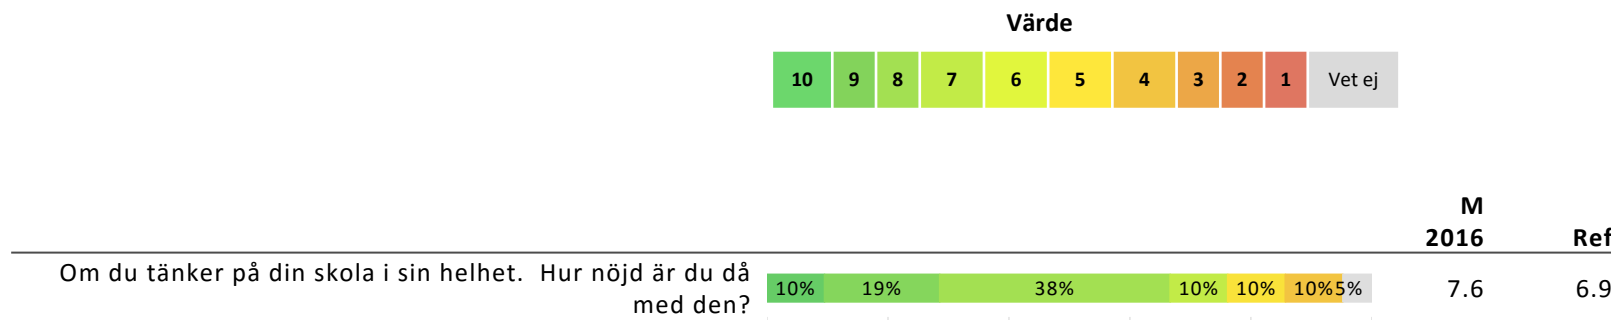 Värde
10 9 8 7 6 5 4 3 2 1 Vet ej
M
2016 Ref
Om du tänker på din skola i sin helhet. Hur nöjd är du då
med den?
10% 19% 38% 10% 10% 10% 5% 7.6 6.9